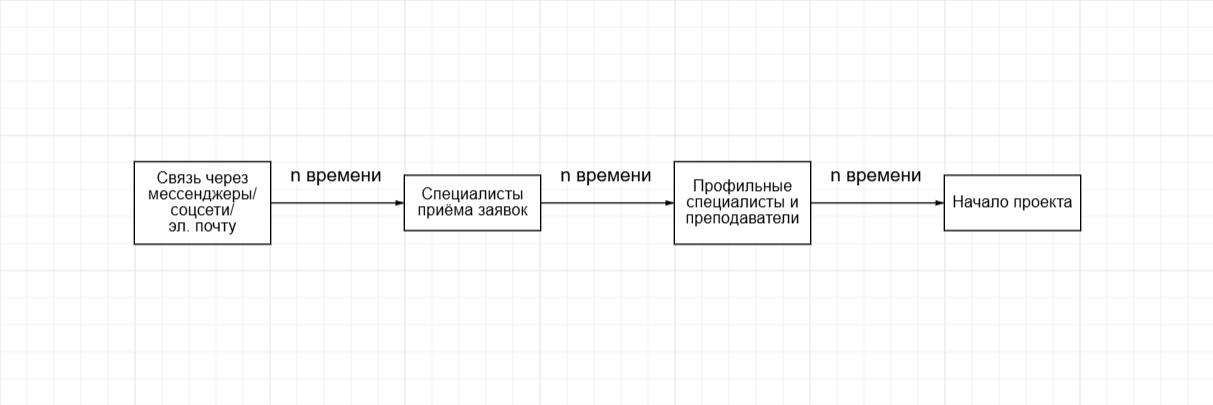 Связь через
мессенджеры/
соцсети/
эл. почту
n времени
Специалисты
приёма заявок
n времени
Профильные
специалисты и
преподаватели
n времени
Начало проекта